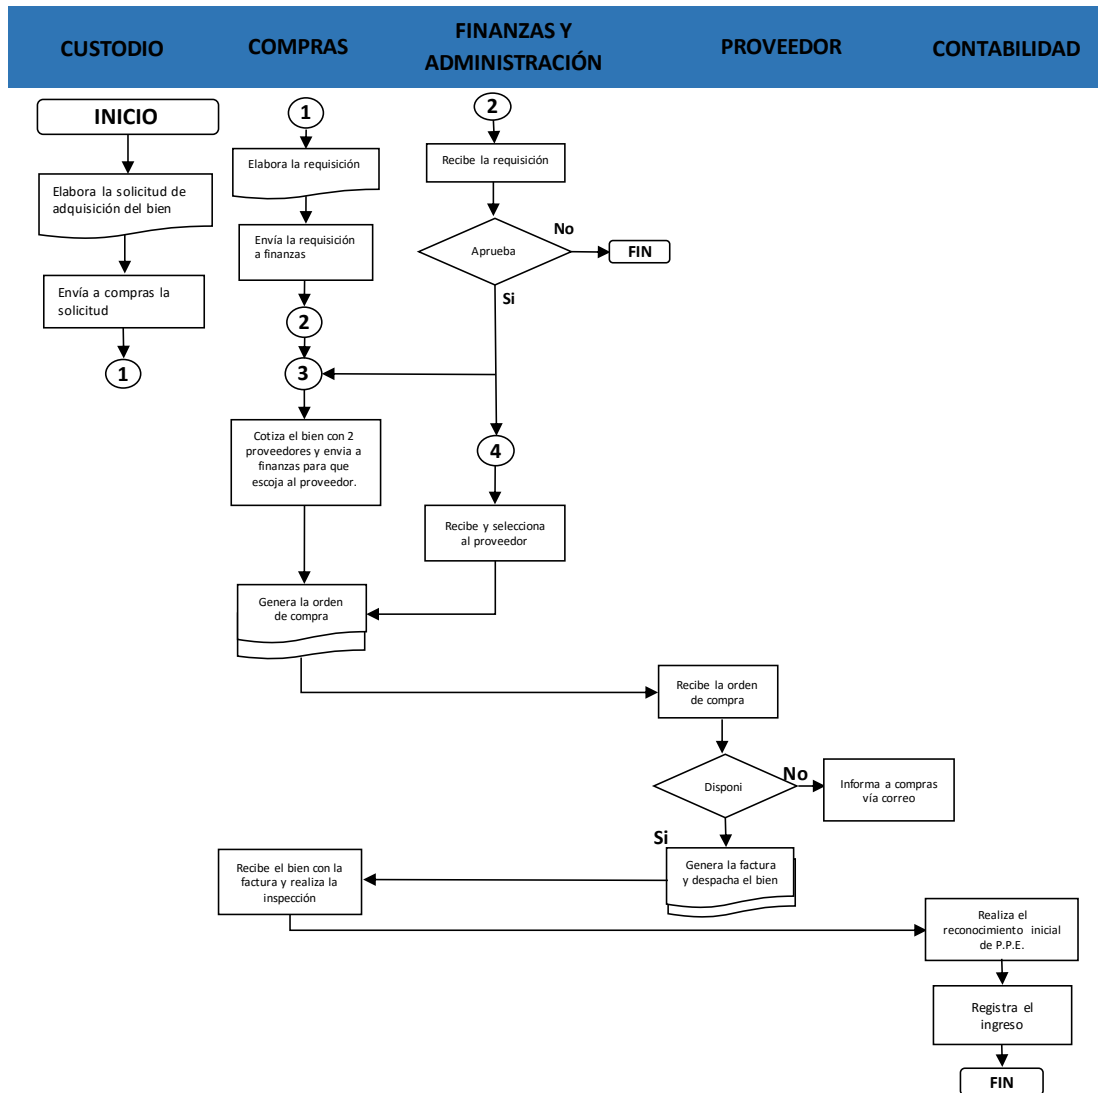 CUSTODIO
COMPRAS
FINANZAS Y
ADMINISTRACIÓN
PROVEEDOR
CONTABILIDAD
INICIO
Elabora la solicitud de
adquisición del bien
Envía a compras la
solicitud
1
1
Elabora la requisición
Envía la requisición
a finanzas
2
3
Cotiza el bien con 2
proveedores y envia a
finanzas para que
escoja al proveedor.
Genera la orden
de compra
2
Recibe la requisición
Aprueba
No
FIN
Si
4
Recibe y selecciona
al proveedor
Recibe la orden
de compra
Disponi
No
Informa a compras
vía correo
Si
Genera la factura
y despacha el bien
Recibe el bien con la
factura y realiza la
inspección
Realiza el
reconocimiento inicial
de P.P.E.
Registra el
ingreso
FIN